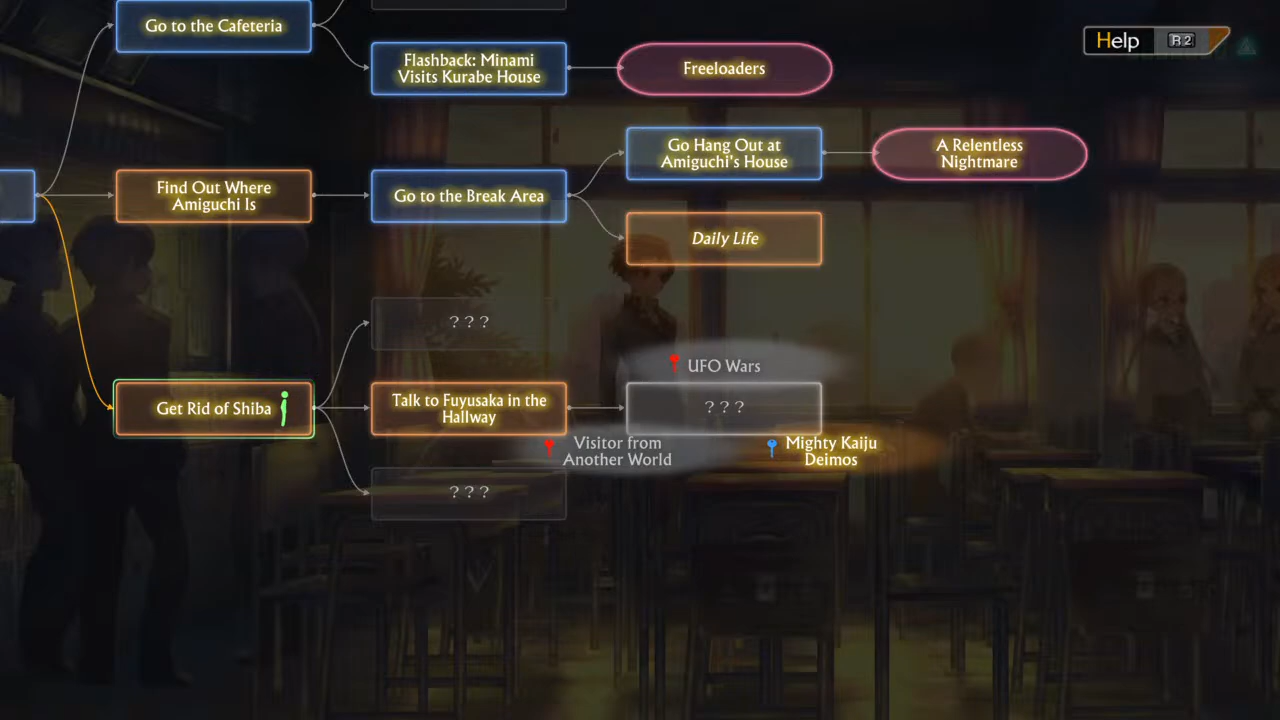 Go to the Cafeteria
Help R2
Flashback: Minami
Visits Kurabe House
Freeloaders
Go Hang Out at
Amiguchi's House
A Relentless
Nightmare
Find Out Where
Amiguchi Is
Go to the Break Area
Daily Life
???
UFO Wars
Get Rid of Shiba
Talk to Fuyusaka in the
Hallway
???
Visitor from
Another World
Mighty Kaiju
Deimos
???